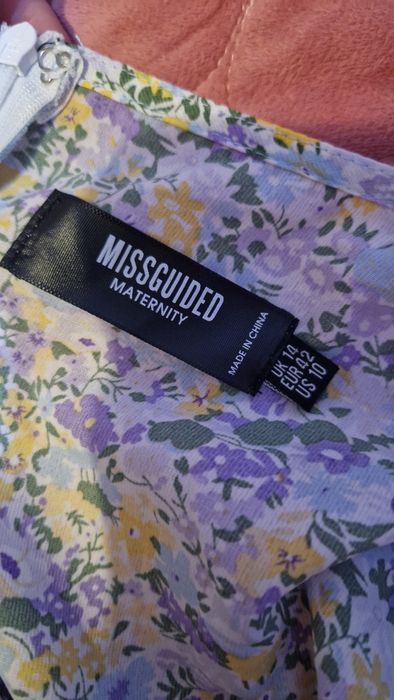 MISSGUIDED
MATERNITY
MADE IN CHINA
UK 14
EUR 42
US 10